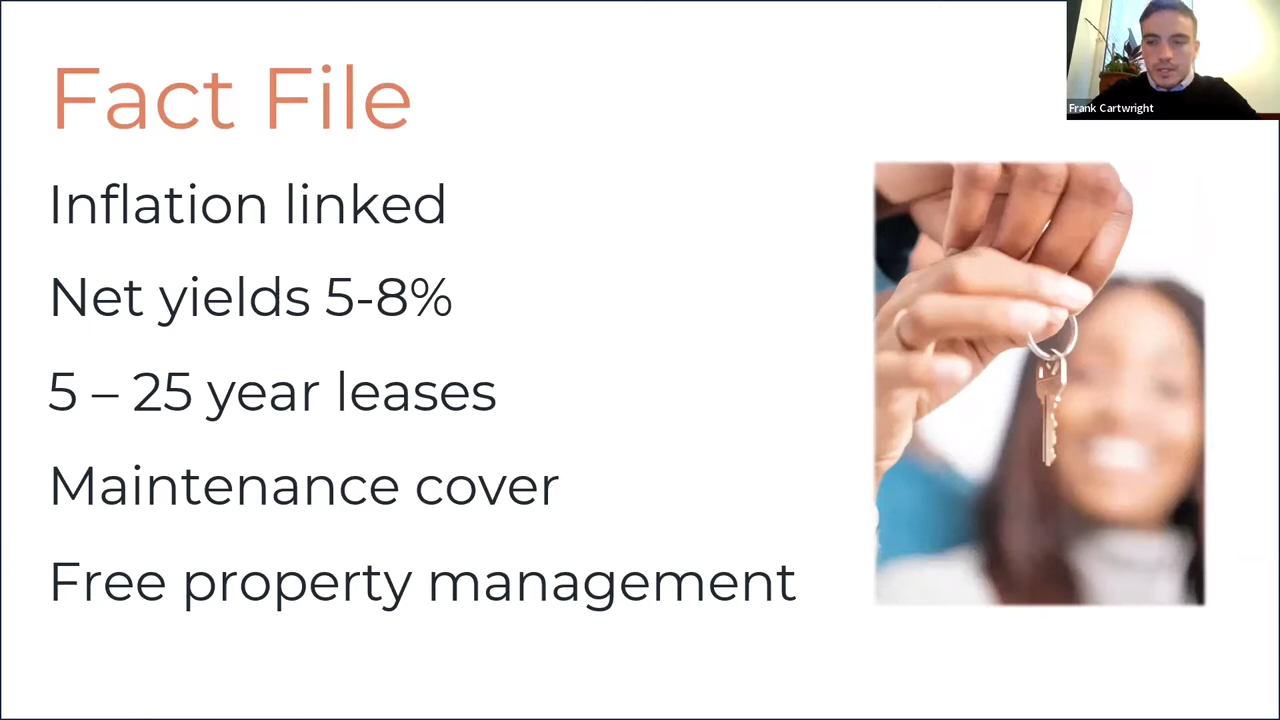 Fact File
Inflation linked
Net yields 5-8%
5 – 25 year leases
Maintenance cover
Free property management
Frank Cartwright